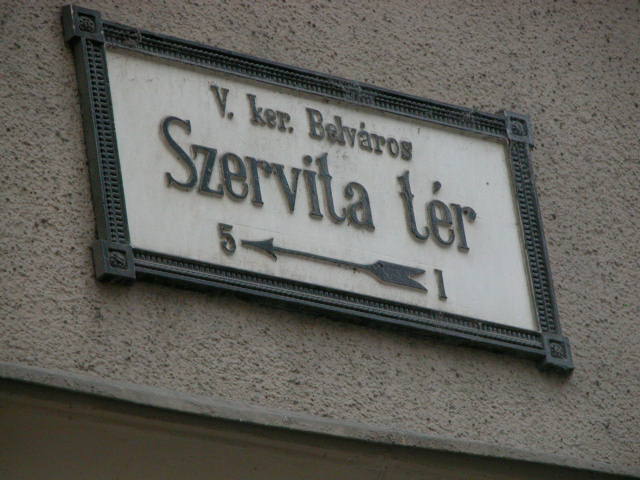 V. ker. Belváros
Szervita tér
5 1